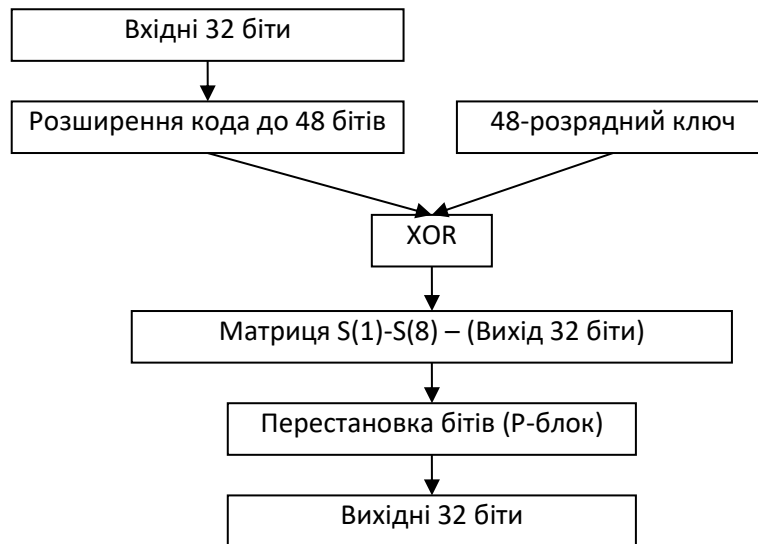 Вхідні 32 біти
Розширення кода до 48 бітів
48-розрядний ключ
XOR
Матриця S(1)-S(8) – (Вихід 32 біти)
Перестановка бітів (P-блок)
Вихідні 32 біти